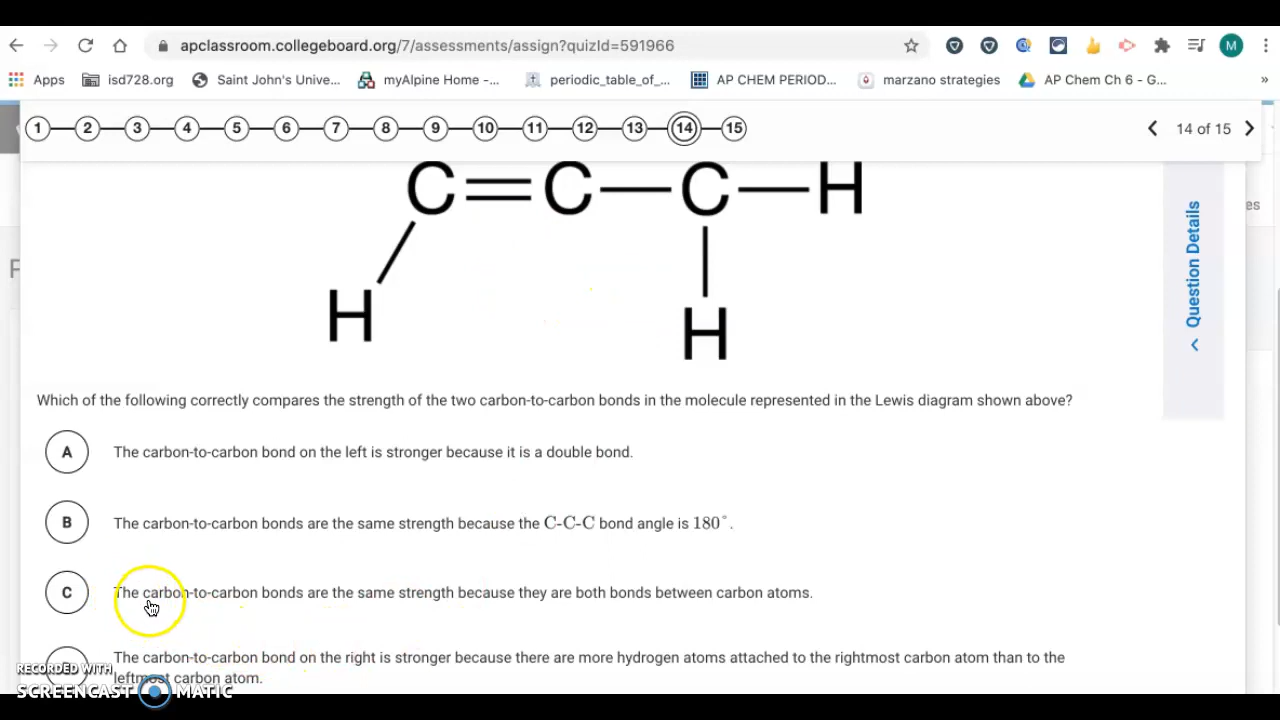 apclassroom.collegeboard.org/7/assessments/assign?quizId=591966
M
Apps isd728.org Saint John's Unive... myAlpine Home -... periodic_table_of_... AP CHEM PERIOD... marzano strategies AP Chem Ch 6 - G... »
1 2 3 4 5 6 7 8 9 10 11 12 13 14 15 14 of 15
C C C H
H H
Question Details
es
Which of the following correctly compares the strength of the two carbon-to-carbon bonds in the molecule represented in the Lewis diagram shown above?
A The carbon-to-carbon bond on the left is stronger because it is a double bond.
B The carbon-to-carbon bonds are the same strength because the C-C-C bond angle is 180°.
C The carbon-to-carbon bonds are the same strength because they are both bonds between carbon atoms.
The carbon-to-carbon bond on the right is stronger because there are more hydrogen atoms attached to the rightmost carbon atom than to the
leftmost carbon atom.
RECORDED WITH
SCREENCAST MATIC